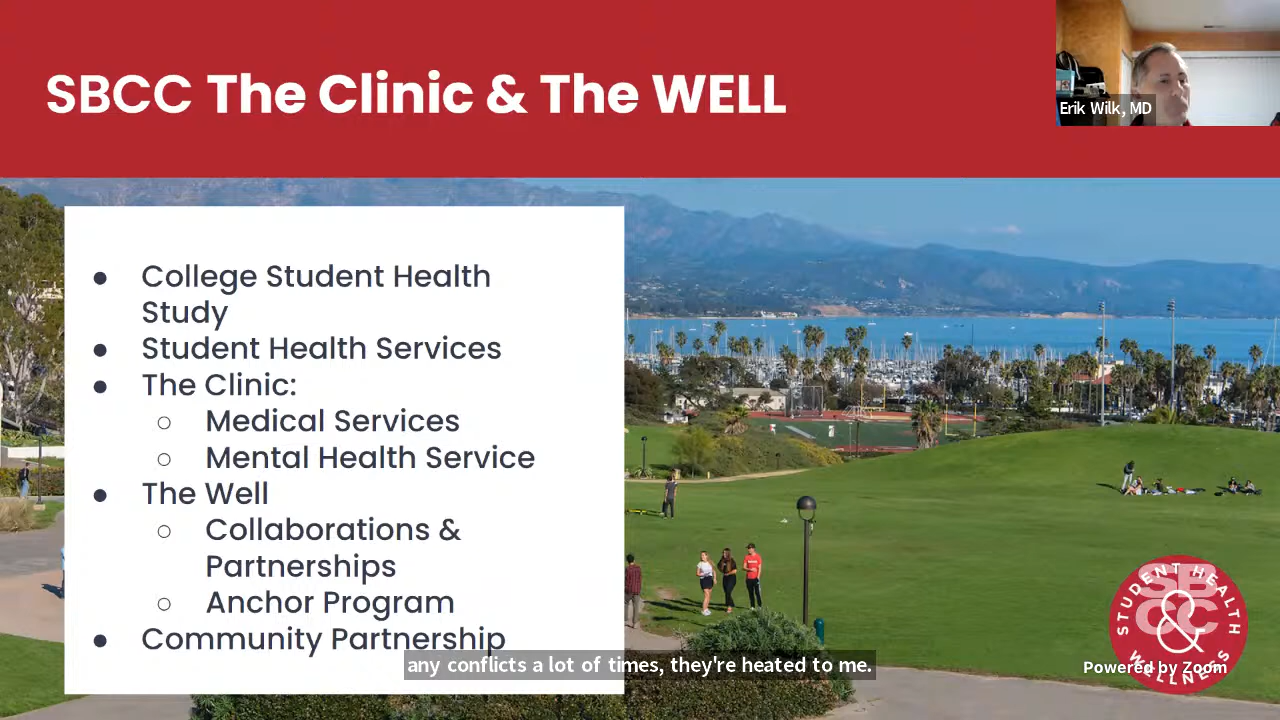 SBCC The Clinic & The WELL
Erik Wilk, MD
● College Student Health
Study
● Student Health Services
● The Clinic:
○ Medical Services
○ Mental Health Service
● The Well
○ Collaborations &
Partnerships
○ Anchor Program
● Community Partnership
any conflicts a lot of times, they're heated to me.
STUDENT HEALTH
SB
CC
&
WELLNESS
Powered by Zoom